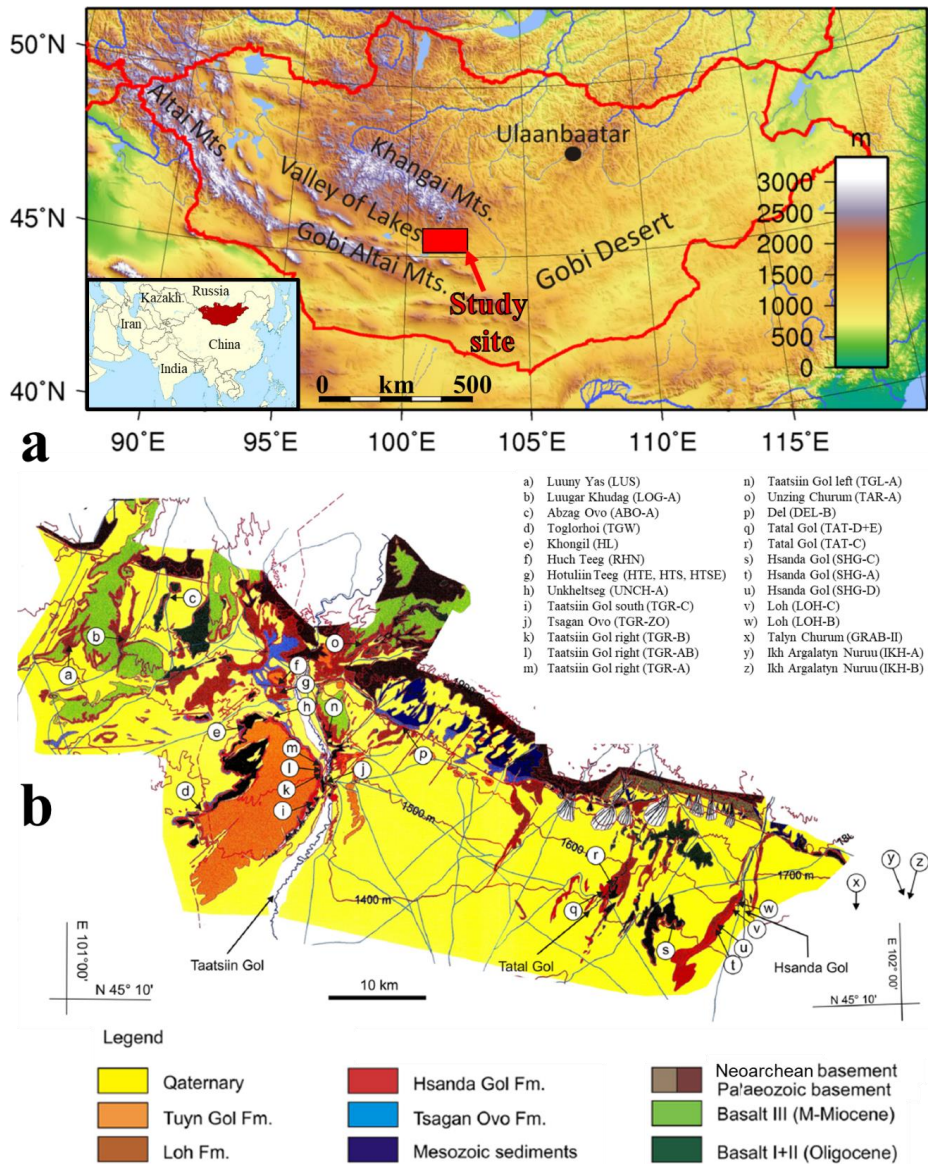 50°N
45°N
40°N
90°E
95°E
100°E
105°E
110°E
115°E
Altai Mts.
Valley of Lakes
Khangai Mts.
Gobi Altai Mts.
Ulaanbaatar
Gobi Desert
Study
site
m
3000
2500
2000
1500
1000
500
0
Kazakh.
Russia
Iran
China
India
0 km 500
a
a) Luuny Yas (LUS)
b) Luugar Khudag (LOG-A)
c) Abzag Ovo (ABO-A)
d) Toglorhoi (TGW)
e) Khongil (HL)
f) Huch Teeg (RHN)
g) Hotuliin Teeg (HTE, HTS, HTSE)
h) Unkheltseg (UNCH-A)
i) Taatsiin Gol south (TGR-C)
j) Tsagan Ovo (TGR-ZO)
k) Taatsiin Gol right (TGR-B)
l) Taatsiin Gol right (TGR-AB)
m) Taatsiin Gol right (TGR-A)
n) Taatsiin Gol left (TGL-A)
o) Unzing Churum (TAR-A)
p) Del (DEL-B)
q) Tatal Gol (TAT-D+E)
r) Tatal Gol (TAT-C)
s) Hsanda Gol (SHG-C)
t) Hsanda Gol (SHG-A)
u) Hsanda Gol (SHG-D)
v) Loh (LOH-C)
w) Loh (LOH-B)
x) Talyn Churum (GRAB-II)
y) Ikh Argalatyn Nuruu (IKH-A)
z) Ikh Argalatyn Nuruu (IKH-B)
c
b
a
o
f
g
h
n
e
m
l
k
j
i
d
p
b
1500 m
1600
1400 m
1700 m
r
q
s
w
v
u
t
x
y
z
Taatsiin Gol
Tatal Gol
Hsanda Gol
E 101°00'
N 45° 10'
10 km
E 102° 00'
N 45° 10'
Legend
Qaternary
Tuyn Gol Fm.
Loh Fm.
Hsanda Gol Fm.
Tsagan Ovo Fm.
Mesozoic sediments
Neoarchean basement
Palaeozoic basement
Basalt III (M-Miocene)
Basalt I+II (Oligocene)